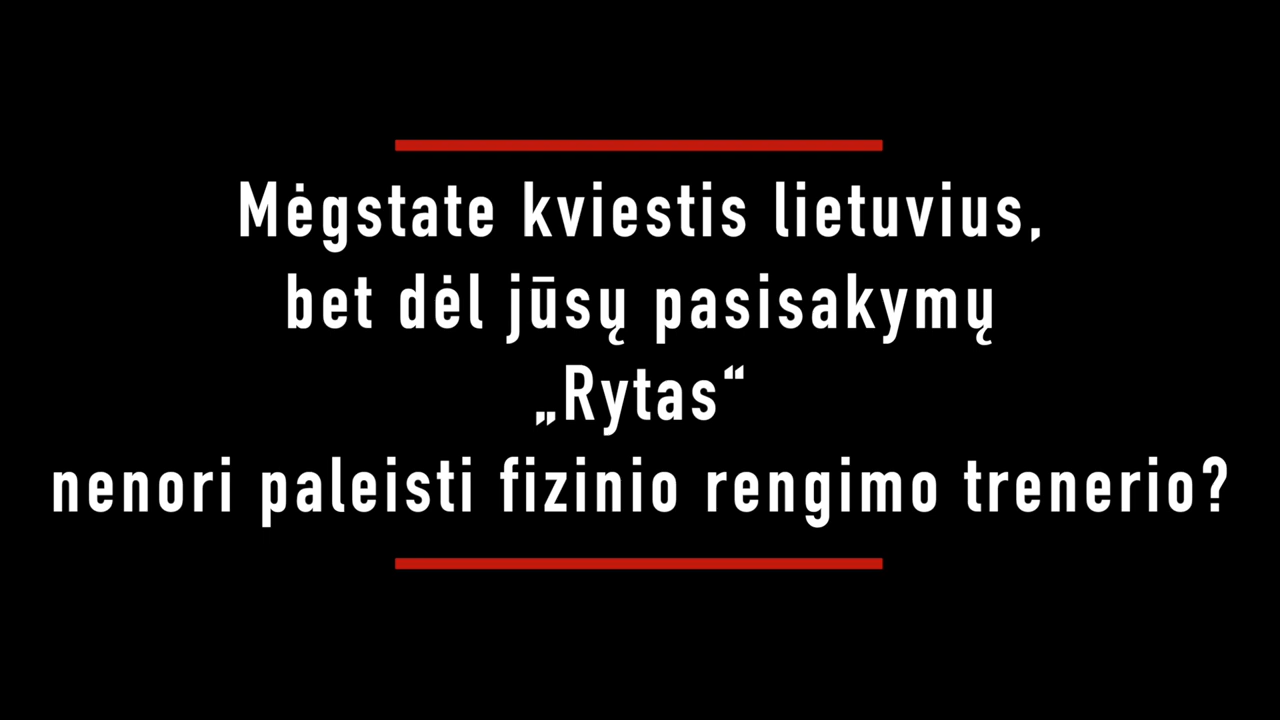 Mėgstate kviestis lietuvius,
bet dėl jūsų pasisakymų
„Rytas“
nenori paleisti fizinio rengimo trenerio?